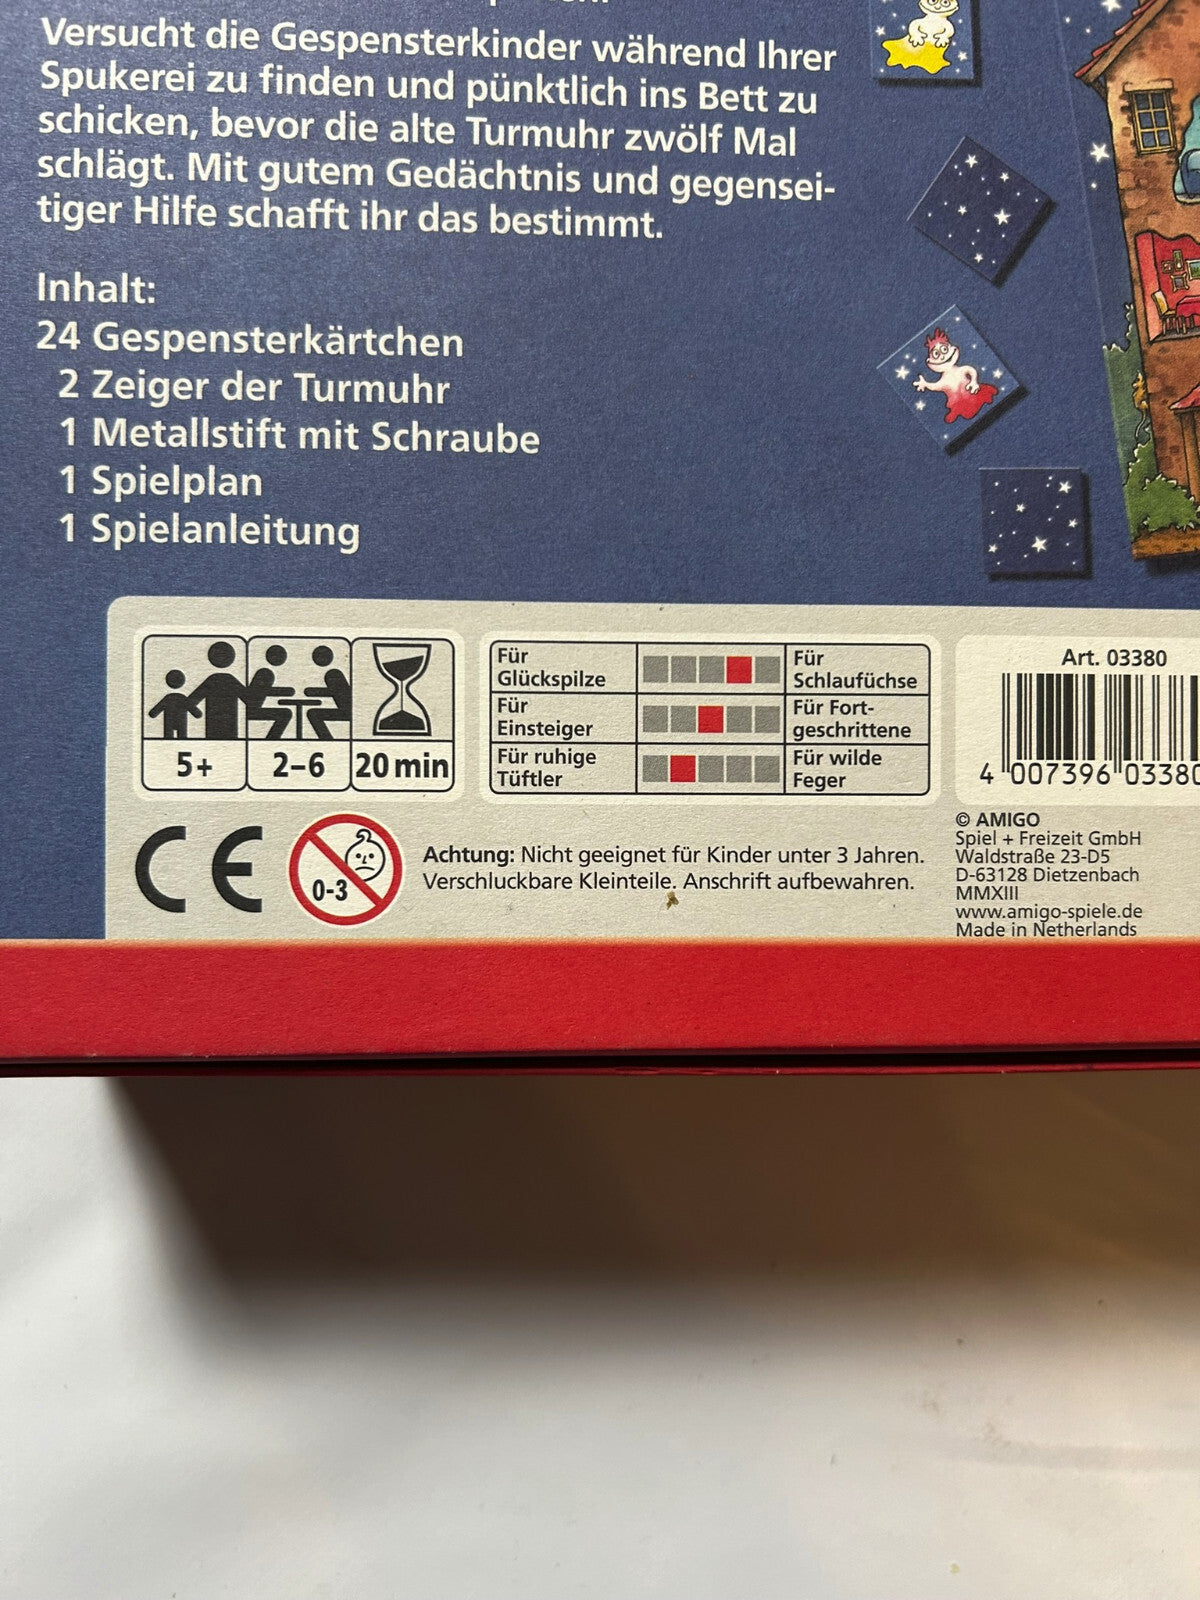 Versucht die Gespensterkinder während Ihrer
Spukerei zu finden und pünktlich ins Bett zu
schicken, bevor die alte Turmuhr zwölf Mal
schlägt. Mit gutem Gedächtnis und gegensei-
tiger Hilfe schafft ihr das bestimmt.
Inhalt:
24 Gespensterkärtchen
2 Zeiger der Turmuhr
1 Metallstift mit Schraube
1 Spielplan
1 Spielanleitung
5+
2–6
20 min
Für
Glückspilze
Für
Schlaufüchse
Für
Einsteiger
Für Fort-
geschrittene
Für ruhige
Tüftler
Für wilde
Feger
Art. 03380
4 007396 03380
CE
0-3
Achtung: Nicht geeignet für Kinder unter 3 Jahren.
Verschluckbare Kleinteile. Anschrift aufbewahren.
© AMIGO
Spiel + Freizeit GmbH
Waldstraße 23-D5
D-63128 Dietzenbach
MMXIII
www.amigo-spiele.de
Made in Netherlands